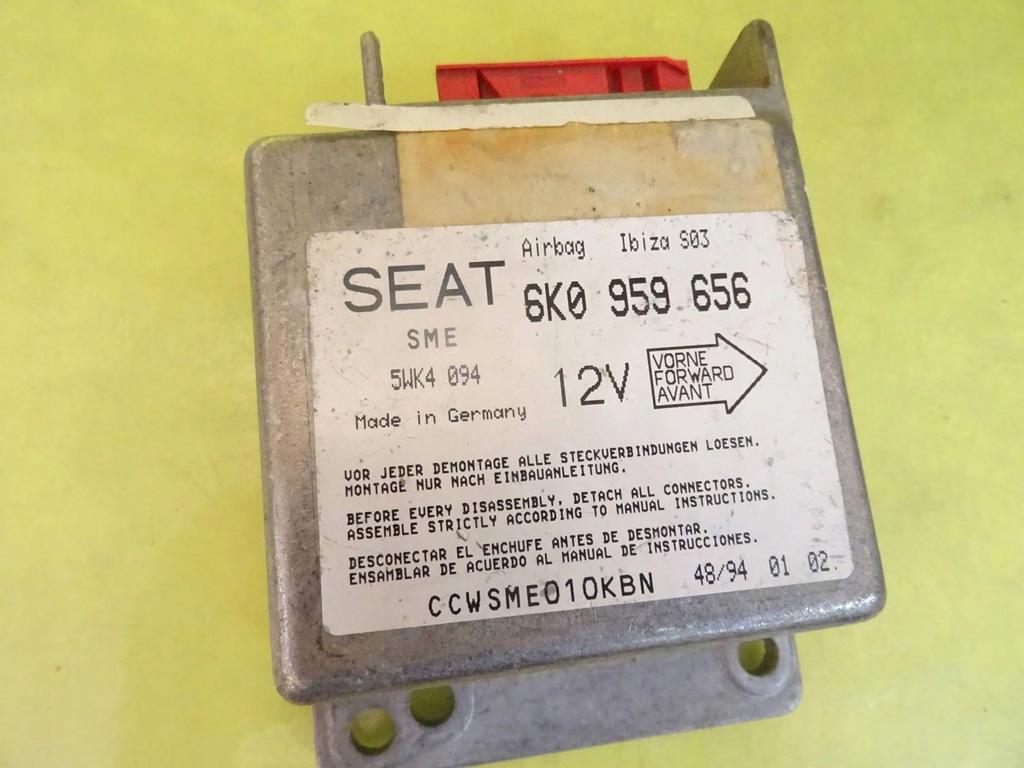 Airbag Ibiza S03
SEAT 6K0 959 656
SME
5WK4 094
12V
VORNE
FORWARD
AVANT
Made in Germany
VOR JEDER DEMONTAGE ALLE STECKVERBINDUNGEN LOESEN.
MONTAGE NUR NACH EINBAUANLEITUNG.
BEFORE EVERY DISASSEMBLY, DETACH ALL CONNECTORS.
ASSEMBLE STRICTLY ACCORDING TO MANUAL INSTRUCTIONS.
DESCONECTAR EL ENCHUFE ANTES DE DESMONTAR.
ENSAMBLAR DE ACUERDO AL MANUAL DE INSTRUCCIONES.
CCWSME010KBN 48/94 01 02